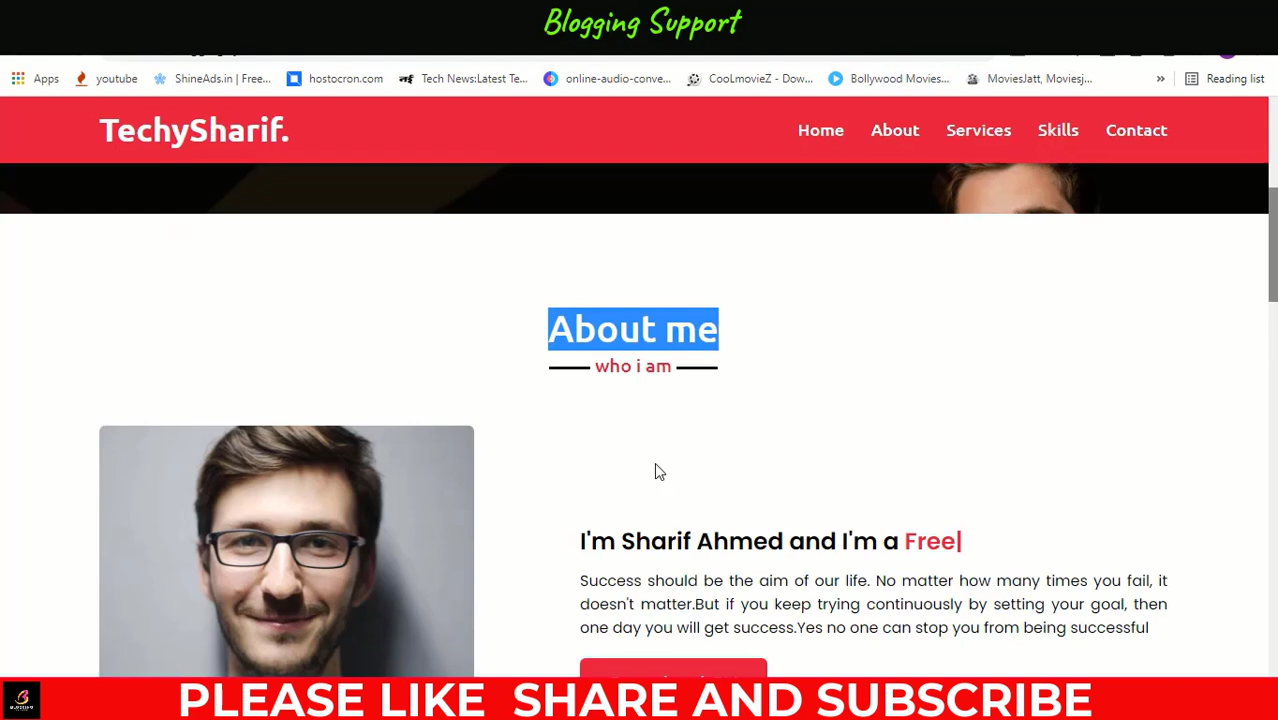 Blogging Support
Apps youtube ShineAds.in | Free... hostocron.com Tech News:Latest Te... online-audio-conve... CooLmovieZ - Dow... Bollywood Movies... MoviesJatt, Moviesj... » Reading list
TechySharif. Home About Services Skills Contact
About me
who i am
I'm Sharif Ahmed and I'm a Free|
Success should be the aim of our life. No matter how many times you fail, it
doesn't matter.But if you keep trying continuously by setting your goal, then
one day you will get success.Yes no one can stop you from being successful
PLEASE LIKE SHARE AND SUBSCRIBE